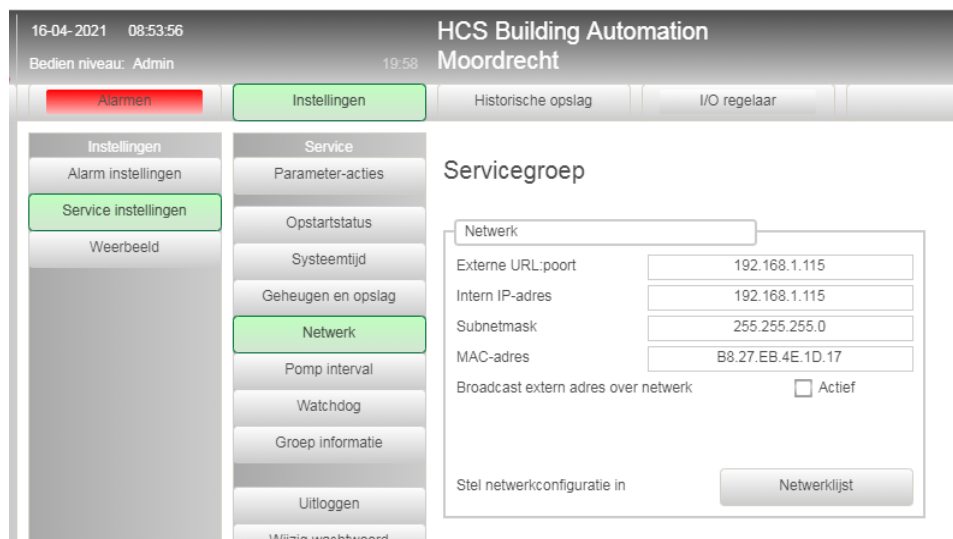 16-04-2021 08:53:56
HCS Building Automation
Bedien niveau: Admin 19:58
Moordrecht
Alarmen
Instellingen
Historische opslag
I/O regelaar
Instellingen
Alarm instellingen
Service instellingen
Weerbeeld
Service
Parameter-acties
Opstartstatus
Systeemtijd
Geheugen en opslag
Netwerk
Pomp interval
Watchdog
Groep informatie
Uitloggen
Wijzig wachtwoord
Servicegroep
Netwerk
Externe URL:poort 192.168.1.115
Intern IP-adres 192.168.1.115
Subnetmask 255.255.255.0
MAC-adres B8.27.EB.4E.1D.17
Broadcast extern adres over netwerk Actief
Stel netwerkconfiguratie in Netwerklijst